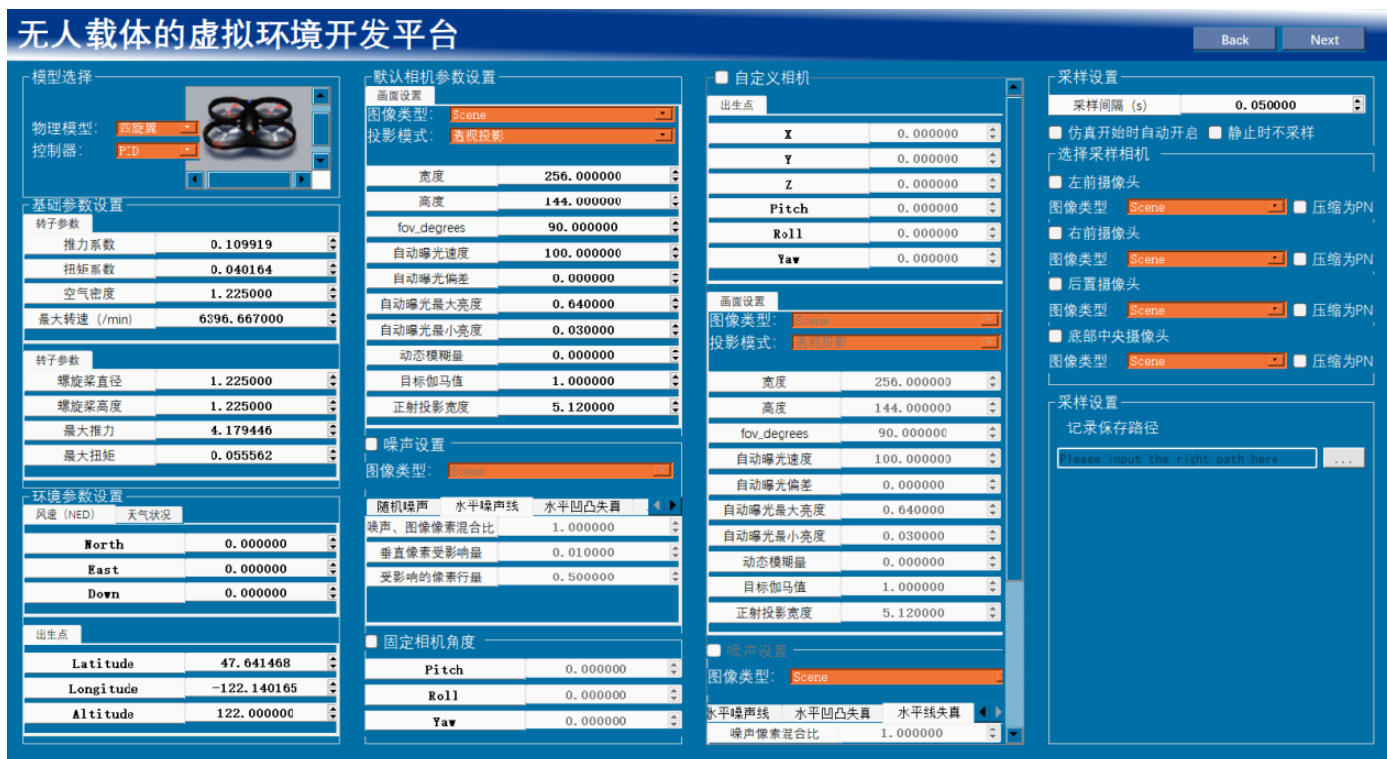 无人载体的虚拟环境开发平台
Back Next
模型选择
物理模型: 四旋翼
控制器: PID
基础参数设置
转子参数
推力系数 0.109919
扭矩系数 0.040164
空气密度 1.225000
最大转速 (/min) 6396.667000
转子参数
螺旋桨直径 1.225000
螺旋桨高度 1.225000
最大推力 4.179446
最大扭矩 0.055562
环境参数设置
风速 (NED) 天气状况
North 0.000000
East 0.000000
Down 0.000000
出生点
Latitude 47.641468
Longitude -122.140165
Altitude 122.000000
默认相机参数设置
画面设置
图像类型: Scene
投影模式: 透视投影
宽度 256.000000
高度 144.000000
fov_degrees 90.000000
自动曝光速度 100.000000
自动曝光偏差 0.000000
自动曝光最大亮度 0.640000
自动曝光最小亮度 0.030000
动态模糊量 0.000000
目标伽马值 1.000000
正射投影宽度 5.120000
噪声设置
图像类型: Scene
随机噪声 水平噪声线 水平凹凸失真
噪声、图像像素混合比 1.000000
垂直像素受影响量 0.010000
受影响的像素行量 0.500000
固定相机角度
Pitch 0.000000
Roll 0.000000
Yaw 0.000000
自定义相机
出生点
X 0.000000
Y 0.000000
Z 0.000000
Pitch 0.000000
Roll 0.000000
Yaw 0.000000
画面设置
图像类型: Scene
投影模式: 透视投影
宽度 256.000000
高度 144.000000
fov_degrees 90.000000
自动曝光速度 100.000000
自动曝光偏差 0.000000
自动曝光最大亮度 0.640000
自动曝光最小亮度 0.030000
动态模糊量 0.000000
目标伽马值 1.000000
正射投影宽度 5.120000
噪声设置
图像类型: Scene
水平噪声线 水平凹凸失真 水平线失真
噪声像素混合比 1.000000
采样设置
采样间隔 (s) 0.050000
仿真开始时自动开启 静止时不采样
选择采样相机
左前摄像头
图像类型 Scene 压缩为PN
右前摄像头
图像类型 Scene 压缩为PN
后置摄像头
图像类型 Scene 压缩为PN
底部中央摄像头
图像类型 Scene 压缩为PN
采样设置
记录保存路径
Please input the right path here ...